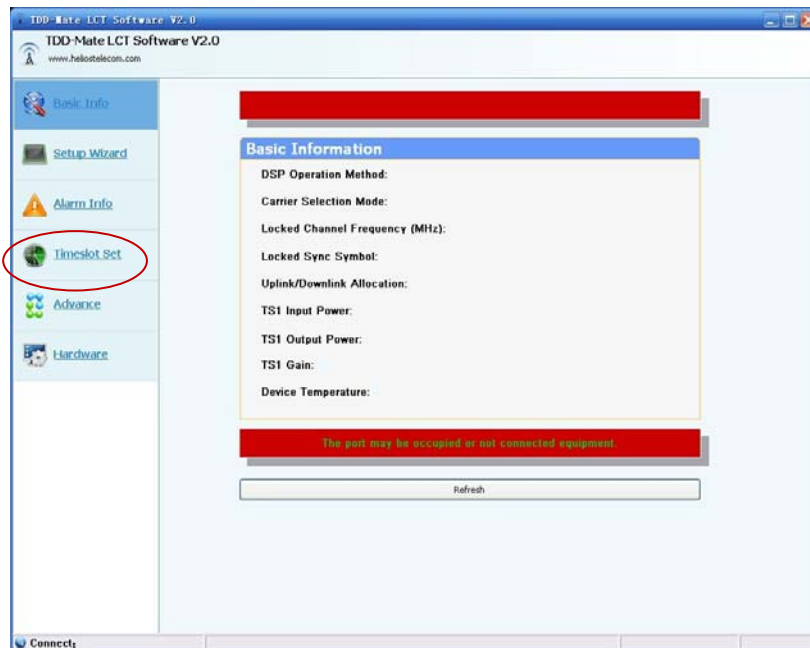 TDD-Mate LCT Software V2.0
TDD-Mate LCT Software V2.0
www.heliostelecom.com
Basic Info
Setup Wizard
Alarm Info
Timeslot Set
Advance
Hardware
Basic Information
DSP Operation Method:
Carrier Selection Mode:
Locked Channel Frequency (MHz):
Locked Sync Symbol:
Uplink/Downlink Allocation:
TS1 Input Power:
TS1 Output Power:
TS1 Gain:
Device Temperature:
The port may be occupied or not connected equipment.
Refresh
Connect: